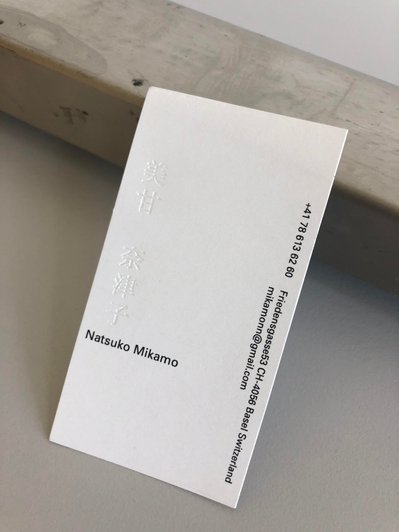 美甘
奈津子
Natsuko Mikamo
+41 78 613 62 60 Friedensgasse53 CH-4056 Basel Switzerland
mikamonn@gmail.com